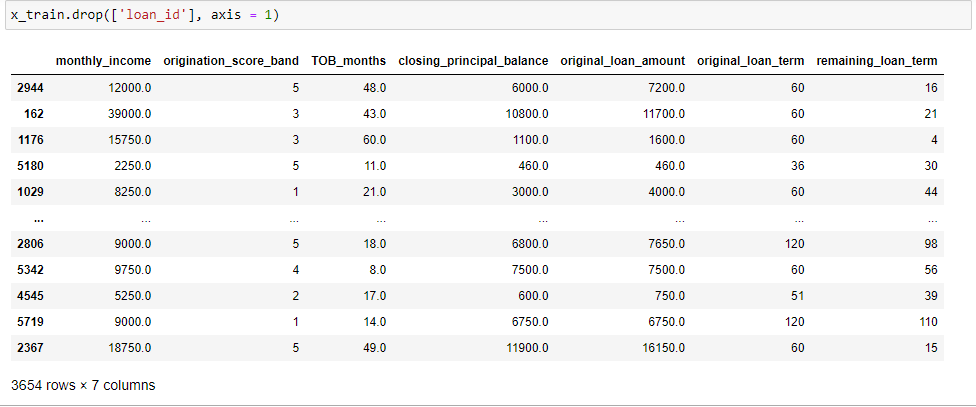 x_train.drop(['loan_id'], axis = 1)
monthly_income origination_score_band TOB_months closing_principal_balance original_loan_amount original_loan_term remaining_loan_term
2944 12000.0 5 48.0 6000.0 7200.0 60 16
162 39000.0 3 43.0 10800.0 11700.0 60 21
1176 15750.0 3 60.0 1100.0 1600.0 60 4
5180 2250.0 5 11.0 460.0 460.0 36 30
1029 8250.0 1 21.0 3000.0 4000.0 60 44
... ... ... ... ... ... ... ...
2806 9000.0 5 18.0 6800.0 7650.0 120 98
5342 9750.0 4 8.0 7500.0 7500.0 60 56
4545 5250.0 2 17.0 600.0 750.0 51 39
5719 9000.0 1 14.0 6750.0 6750.0 120 110
2367 18750.0 5 49.0 11900.0 16150.0 60 15
3654 rows × 7 columns